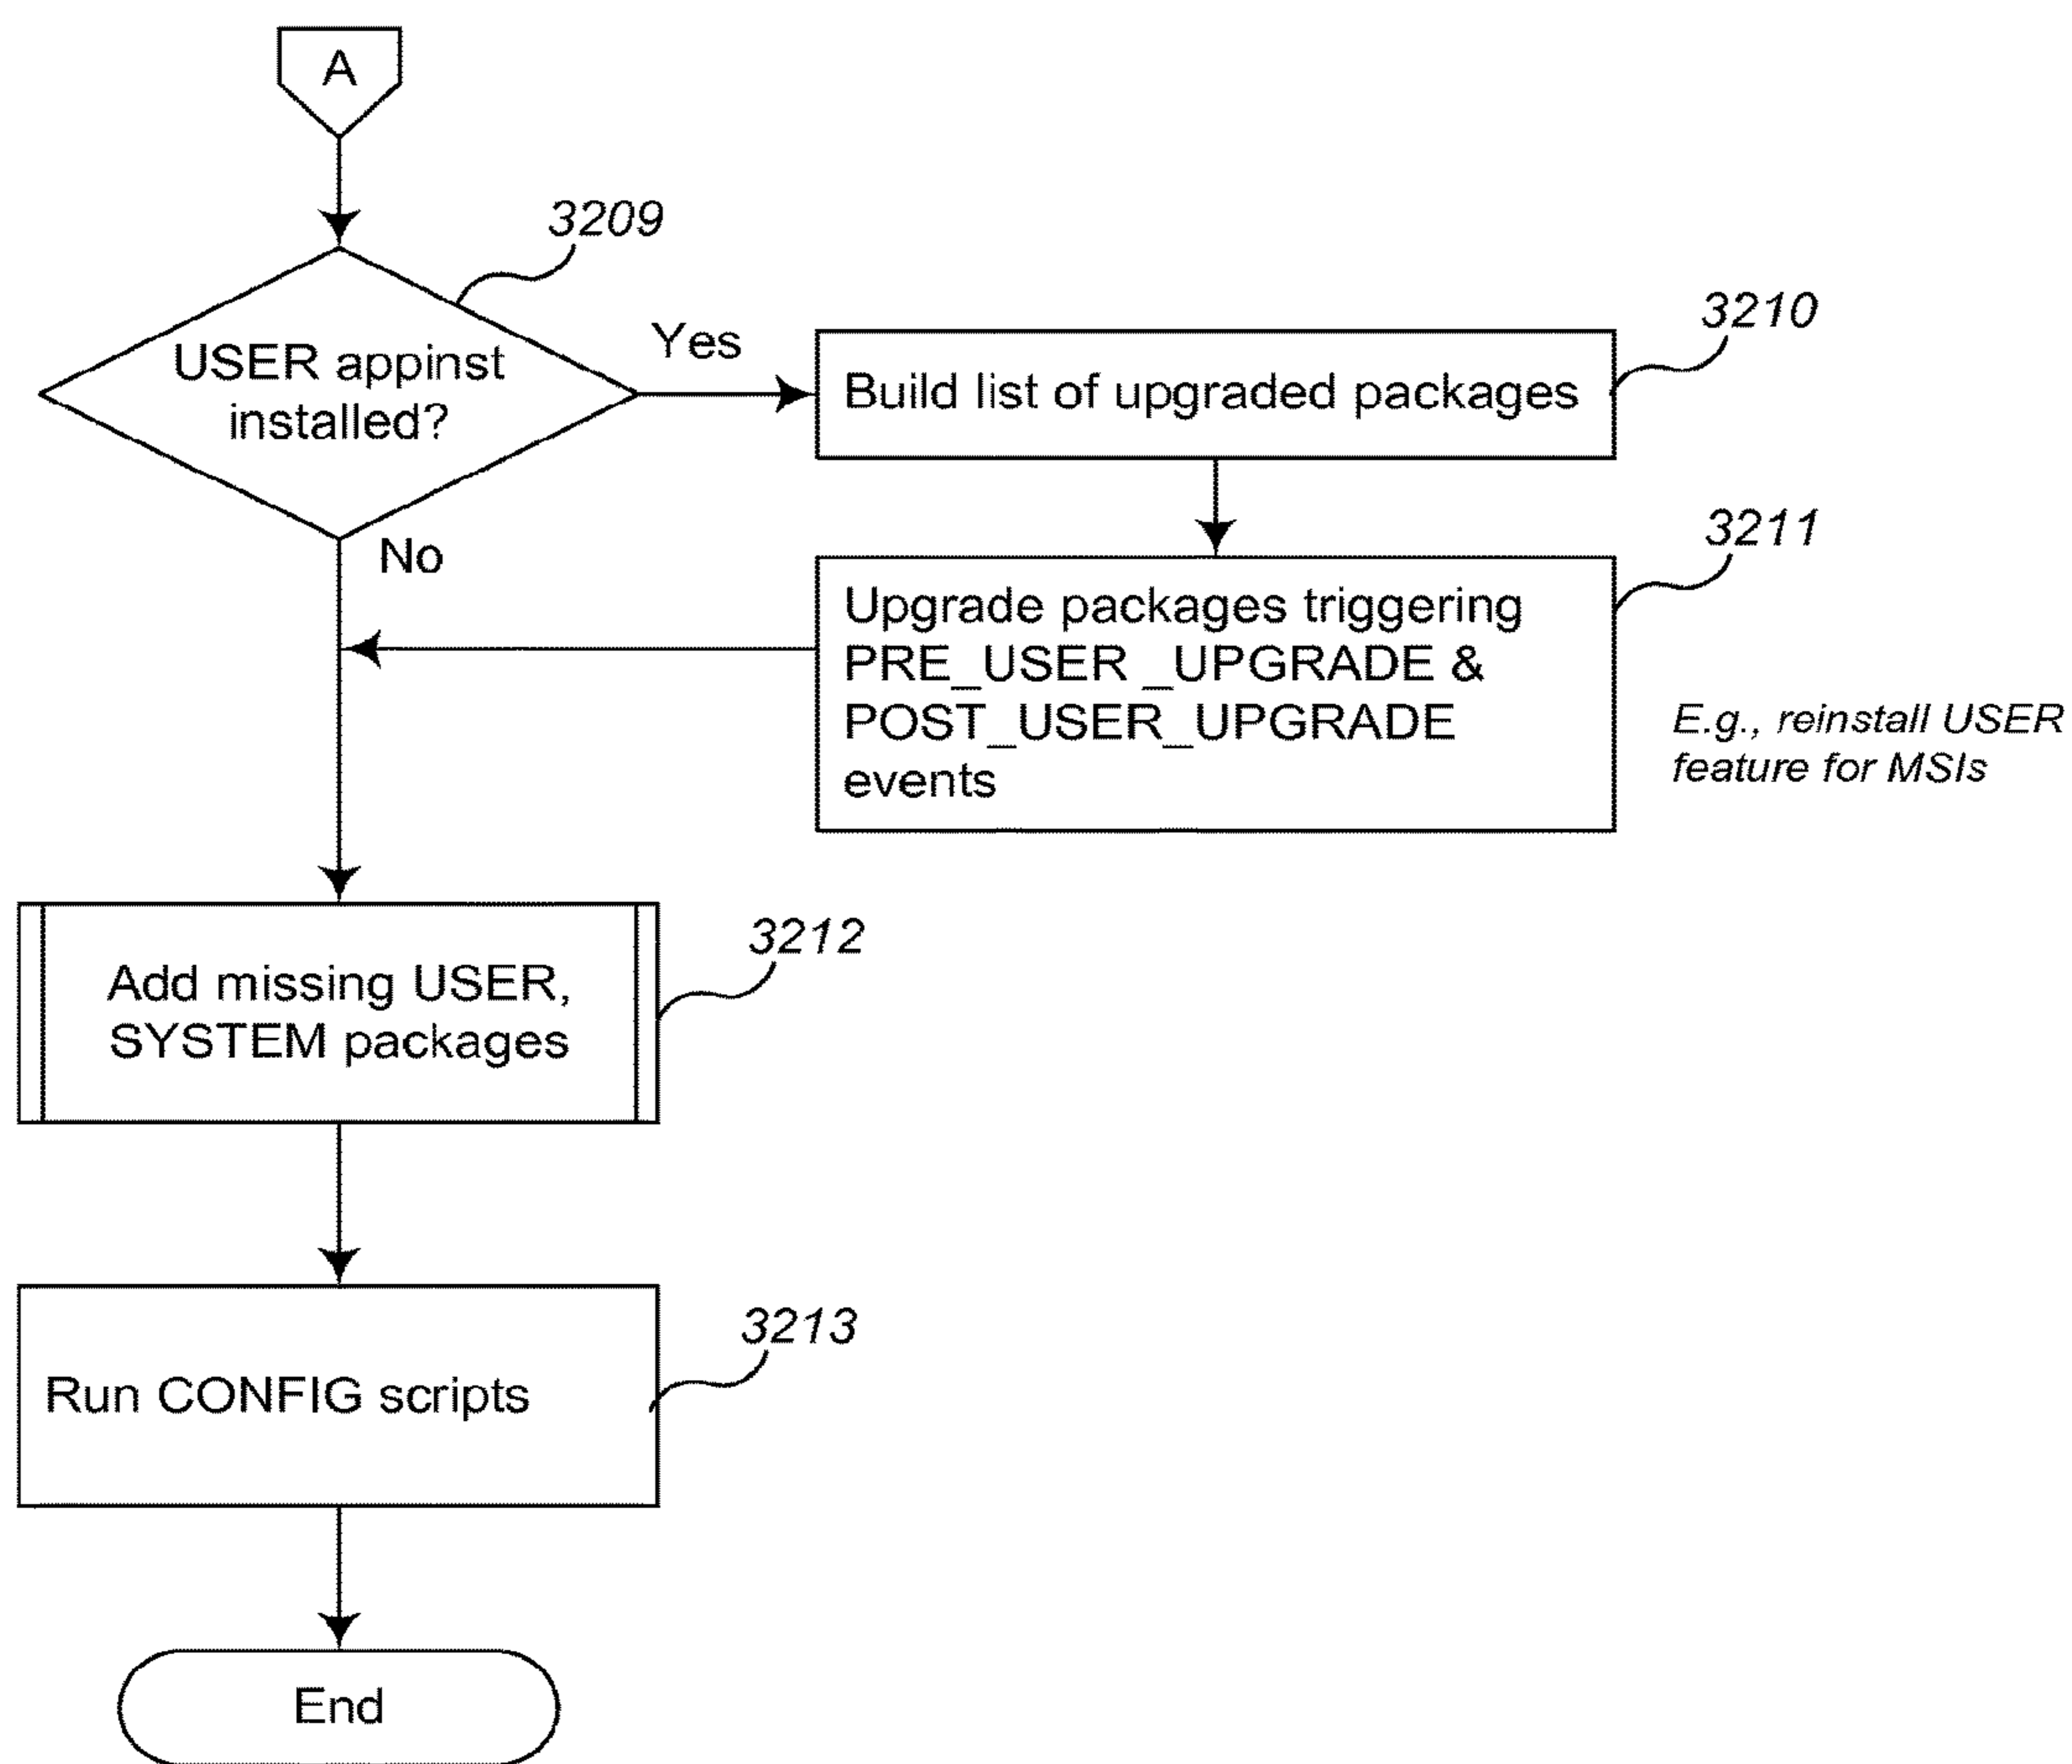 A
3209
USER appinst
installed?
Yes
No
3210
Build list of upgraded packages
3211
Upgrade packages triggering
PRE_USER _UPGRADE &
POST_USER_UPGRADE
events
E.g., reinstall USER
feature for MSIs
3212
Add missing USER,
SYSTEM packages
3213
Run CONFIG scripts
End